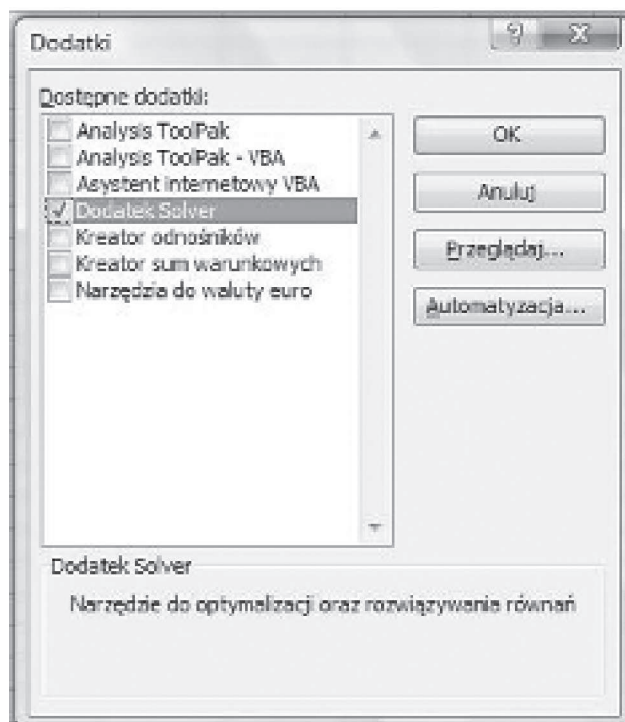 Dodatki
Dostępne dodatki:
Analysis ToolPak
Analysis ToolPak - VBA
Asystent internetowy VBA
Dodatek Solver
Kreator odnośników
Kreator sum warunkowych
Narzędzia do waluty euro
OK
Anuluj
Przeglądaj...
Automatyzacja...
Dodatek Solver
Narzędzie do optymalizacji oraz rozwiązywania równań